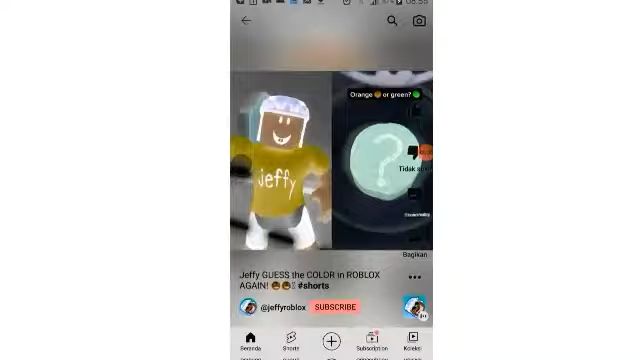 Orange or green?
jeffy
?
Tidak suka
Bagikan
Jeffy GUESS the COLOR in ROBLOX
AGAIN! #shorts
@jeffyroblox SUBSCRIBE
Beranda Shorts Subscription Koleksi